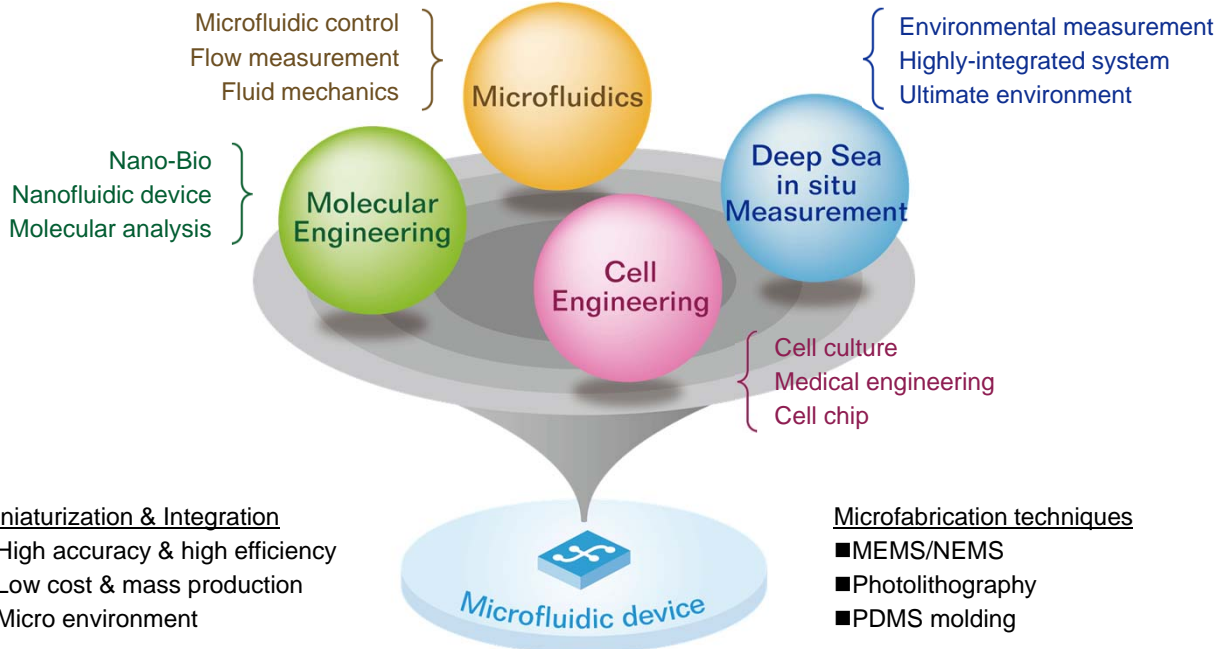 Microfluidic control
Flow measurement
Fluid mechanics
Microfluidics
Environmental measurement
Highly-integrated system
Ultimate environment
Nano-Bio
Nanofluidic device
Molecular analysis
Molecular
Engineering
Deep Sea
in situ
Measurement
Cell
Engineering
Cell culture
Medical engineering
Cell chip
iniaturization & Integration
High accuracy & high efficiency
Low cost & mass production
Micro environment
Microfluidic device
Microfabrication techniques
■MEMS/NEMS
■Photolithography
■PDMS molding